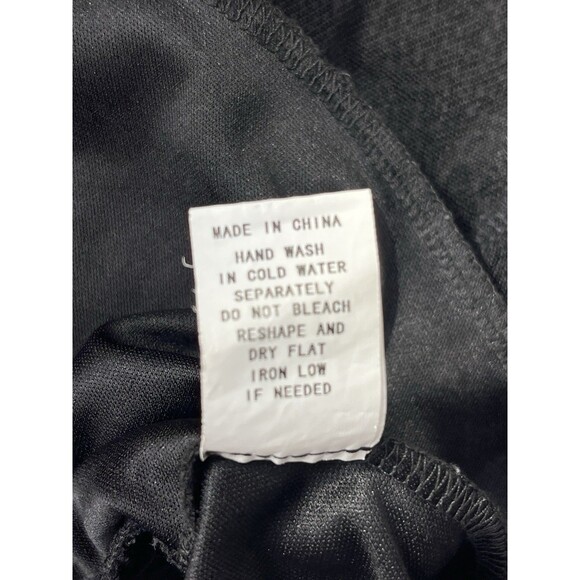 MADE IN CHINA
HAND WASH
IN COLD WATER
SEPARATELY
DO NOT BLEACH
RESHAPE AND
DRY FLAT
IRON LOW
IF NEEDED